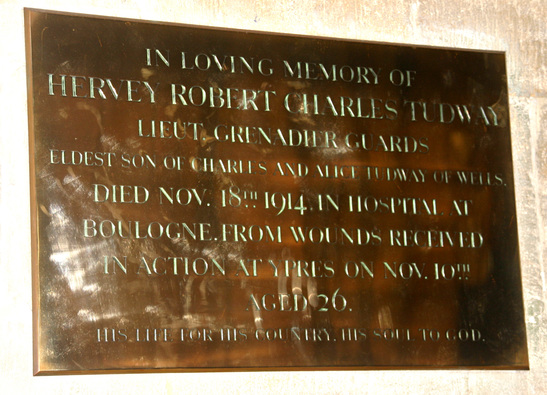 IN LOVING MEMORY OF
HERVEY ROBERT CHARLES TUDWAY
LIEUT. GRENADIER GUARDS
ELDEST SON OF CHARLES AND ALICE TUDWAY OF WELLS.
DIED NOV. 18TH 1914. IN HOSPITAL AT
BOULOGNE. FROM WOUNDS RECEIVED
IN ACTION AT YPRES ON NOV. 10TH
AGED 26.
HIS LIFE FOR HIS COUNTRY, HIS SOUL TO GOD.